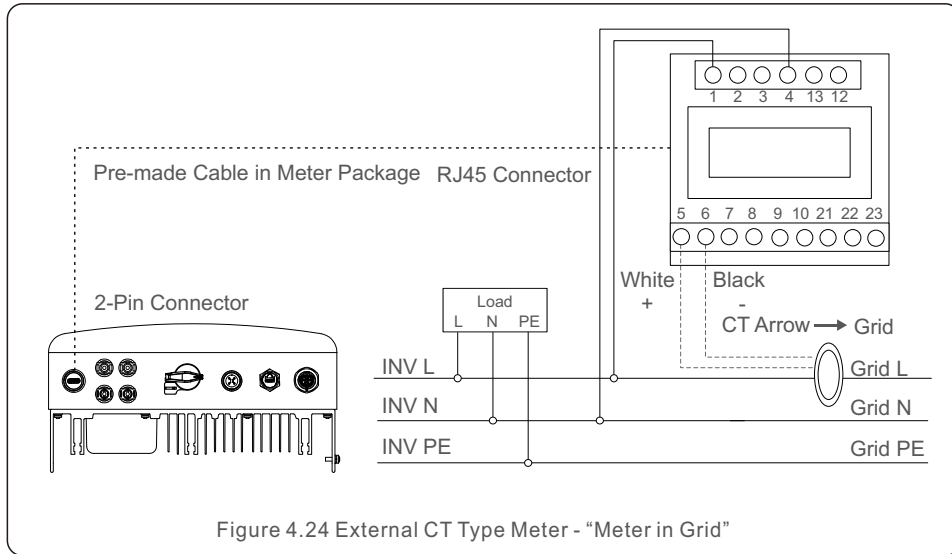 1 2 3 4 13 12
Pre-made Cable in Meter Package RJ45 Connector
5 6 7 8 9 10 21 22 23
White Black
+ -
2-Pin Connector
Load
L N PE
CT Arrow Grid
INV L Grid L
INV N Grid N
INV PE Grid PE
Figure 4.24 External CT Type Meter - “Meter in Grid”